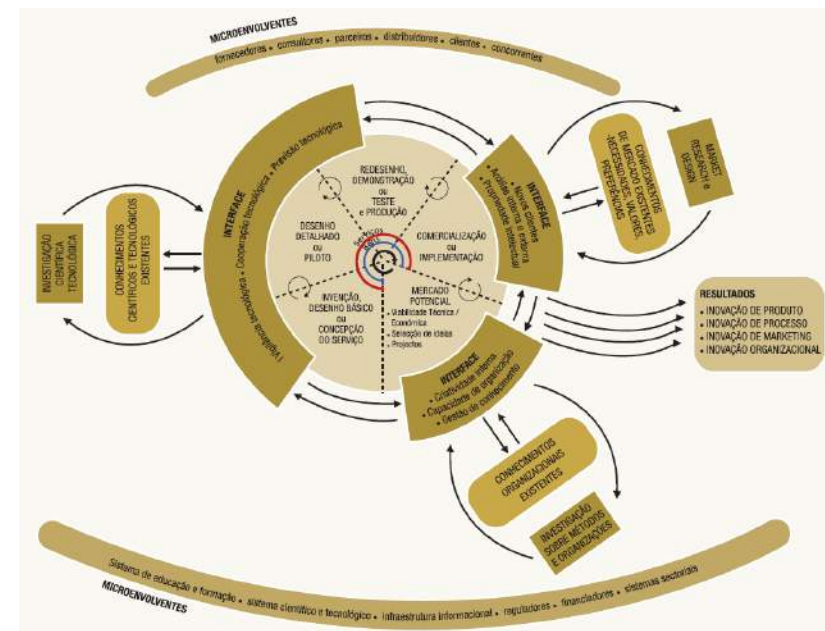 MICROENVOLVENTES
fornecedores • consultores • parceiros • distribuidores • clientes • concorrentes
INTERFACE
• Vigilância tecnológica • Cooperação tecnológica • Previsão tecnológica
REDESENHO,
DEMONSTRAÇÃO
ou
TESTE
e PRODUÇÃO
DESENHO
DETALHADO
ou
PILOTO
COMERCIALIZAÇÃO
ou
IMPLEMENTAÇÃO
INVENÇÃO,
DESENHO BÁSICO
ou
CONCEPÇÃO
DO SERVIÇO
MERCADO
POTENCIAL
• Viabilidade Técnica /
Económica
• Selecção de ideias
• Projectos
INTERFACE
• Novos clientes
• Análise interna e externa
• Propriedade intelectual
CONHECIMENTOS
DE MERCADO EXISTENTES
-NECESSIDADES, VALORES,
PREFERÊNCIAS
MARKET
RESEARCH e
DESIGN
INVESTIGAÇÃO
CIENTÍFICA
TECNOLÓGICA
CONHECIMENTOS
CIENTÍFICOS E TECNOLÓGICOS
EXISTENTES
RESULTADOS
• INOVAÇÃO DE PRODUTO
• INOVAÇÃO DE PROCESSO
• INOVAÇÃO DE MARKETING
• INOVAÇÃO ORGANIZACIONAL
INTERFACE
• Criatividade interna
• Capacidade de organização
• Gestão do conhecimento
CONHECIMENTOS
ORGANIZACIONAIS
EXISTENTES
INVESTIGAÇÃO
SOBRE MÉTODOS
E ORGANIZAÇÕES
Sistema de educação e formação • sistema científico e tecnológico • infraestrutura informacional • reguladores • financiadores • sistemas sectoriais
MICROENVOLVENTES